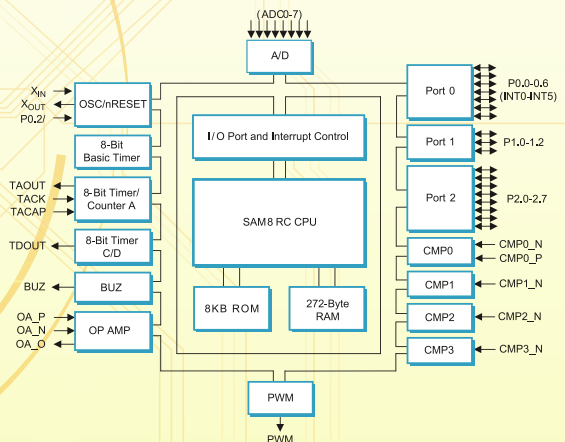 (ADC0-7)
A/D
XIN
XOUT
P0.2/
OSC/nRESET
8-Bit
Basic Timer
TAOUT
TACK
TACAP
8-Bit Timer/
Counter A
TDOUT
8-Bit Timer
C/D
BUZ
BUZ
OA_P
OA_N
OA_O
OP AMP
I/O Port and Interrupt Control
SAM8 RC CPU
8KB ROM
272-Byte
RAM
PWM
PWM
Port 0
P0.0-0.6
(INT0-INT5)
Port 1
P1.0-1.2
Port 2
P2.0-2.7
CMP0
CMP0_N
CMP0_P
CMP1
CMP1_N
CMP2
CMP2_N
CMP3
CMP3_N